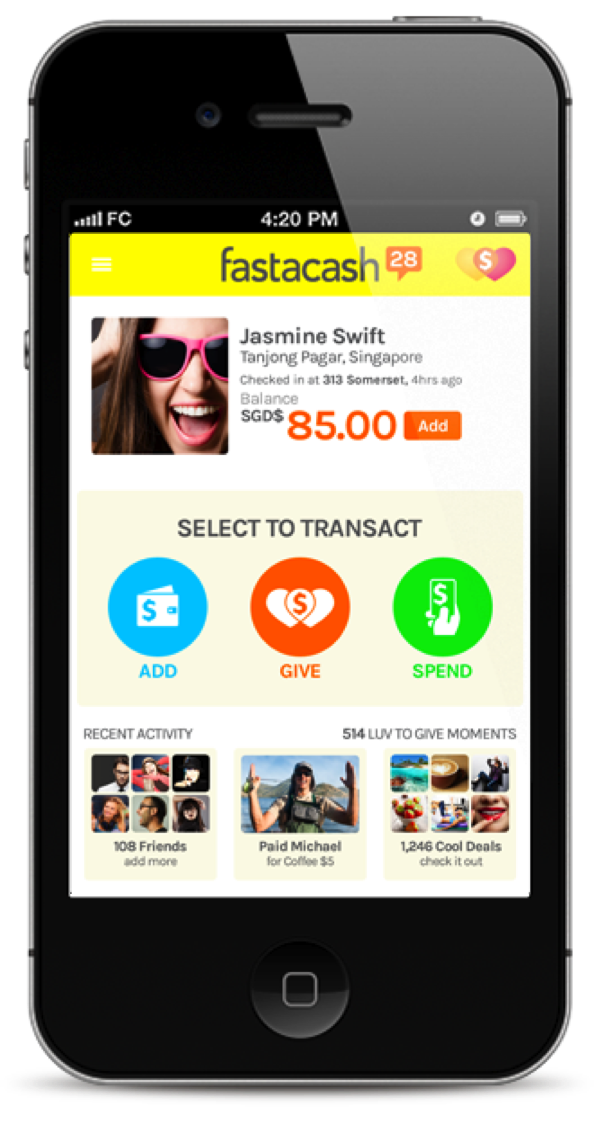 FC 4:20 PM
fastacash 28 $
Jasmine Swift
Tanjong Pagar, Singapore
Checked in at 313 Somerset, 4hrs ago
Balance
SGD$ 85.00 Add
SELECT TO TRANSACT
$ $ $
ADD GIVE SPEND
RECENT ACTIVITY 514 LUV TO GIVE MOMENTS
108 Friends Paid Michael 1,246 Cool Deals
add more for Coffee $5 check it out